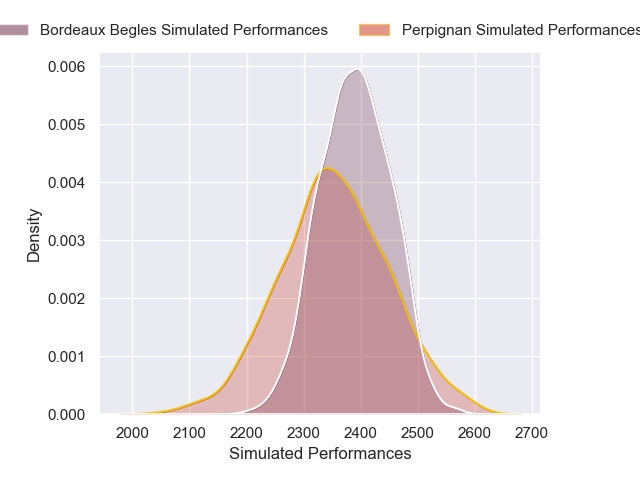 Bordeaux Begles Simulated Performances
Perpignan Simulated Performances
0.006
0.005
0.004
0.003
0.002
0.001
0.000
Density
2000 2100 2200 2300 2400 2500 2600 2700
Simulated Performances